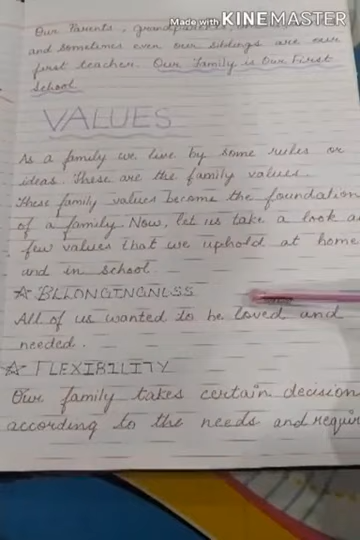 Made with KINEMASTER
Our Parents, grandparents,
and sometimes even our siblings are our
first teacher. Our Family is Our First
School
VALUES
As a family we live by some rules or
ideas. These are the family values.
These family values become the foundation
of a family. Now, let us take a look a
few values that we uphold at home
and in school.
☆ BELONGINGNESS
All of us wanted to be loved and
needed.
☆ FLEXIBILITY
Our family takes certain decision
according to the needs and requir